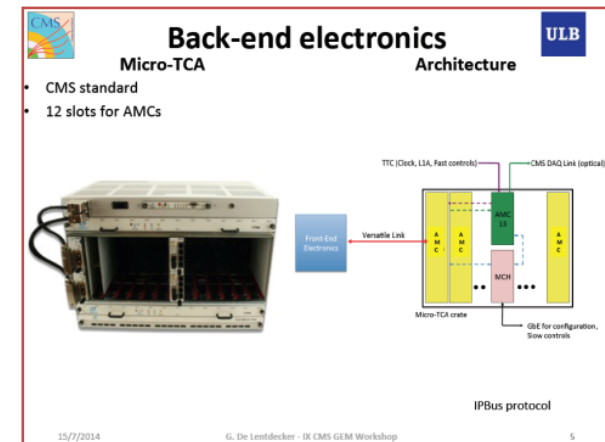 CMS
Back-end electronics
ULB
Micro-TCA
Architecture
• CMS standard
• 12 slots for AMCs
TTC (Clock, L1A, Fast controls)
CMS DAQ Link (optical)
Front-End
Electronics
Versatile Link
A
M
C
A
M
C
AMC
13
MCH
A
M
C
Micro-TCA crate
GbE for configuration,
Slow controls
IPBus protocol
15/7/2014
G. De Lentdecker - IX CMS GEM Workshop
5